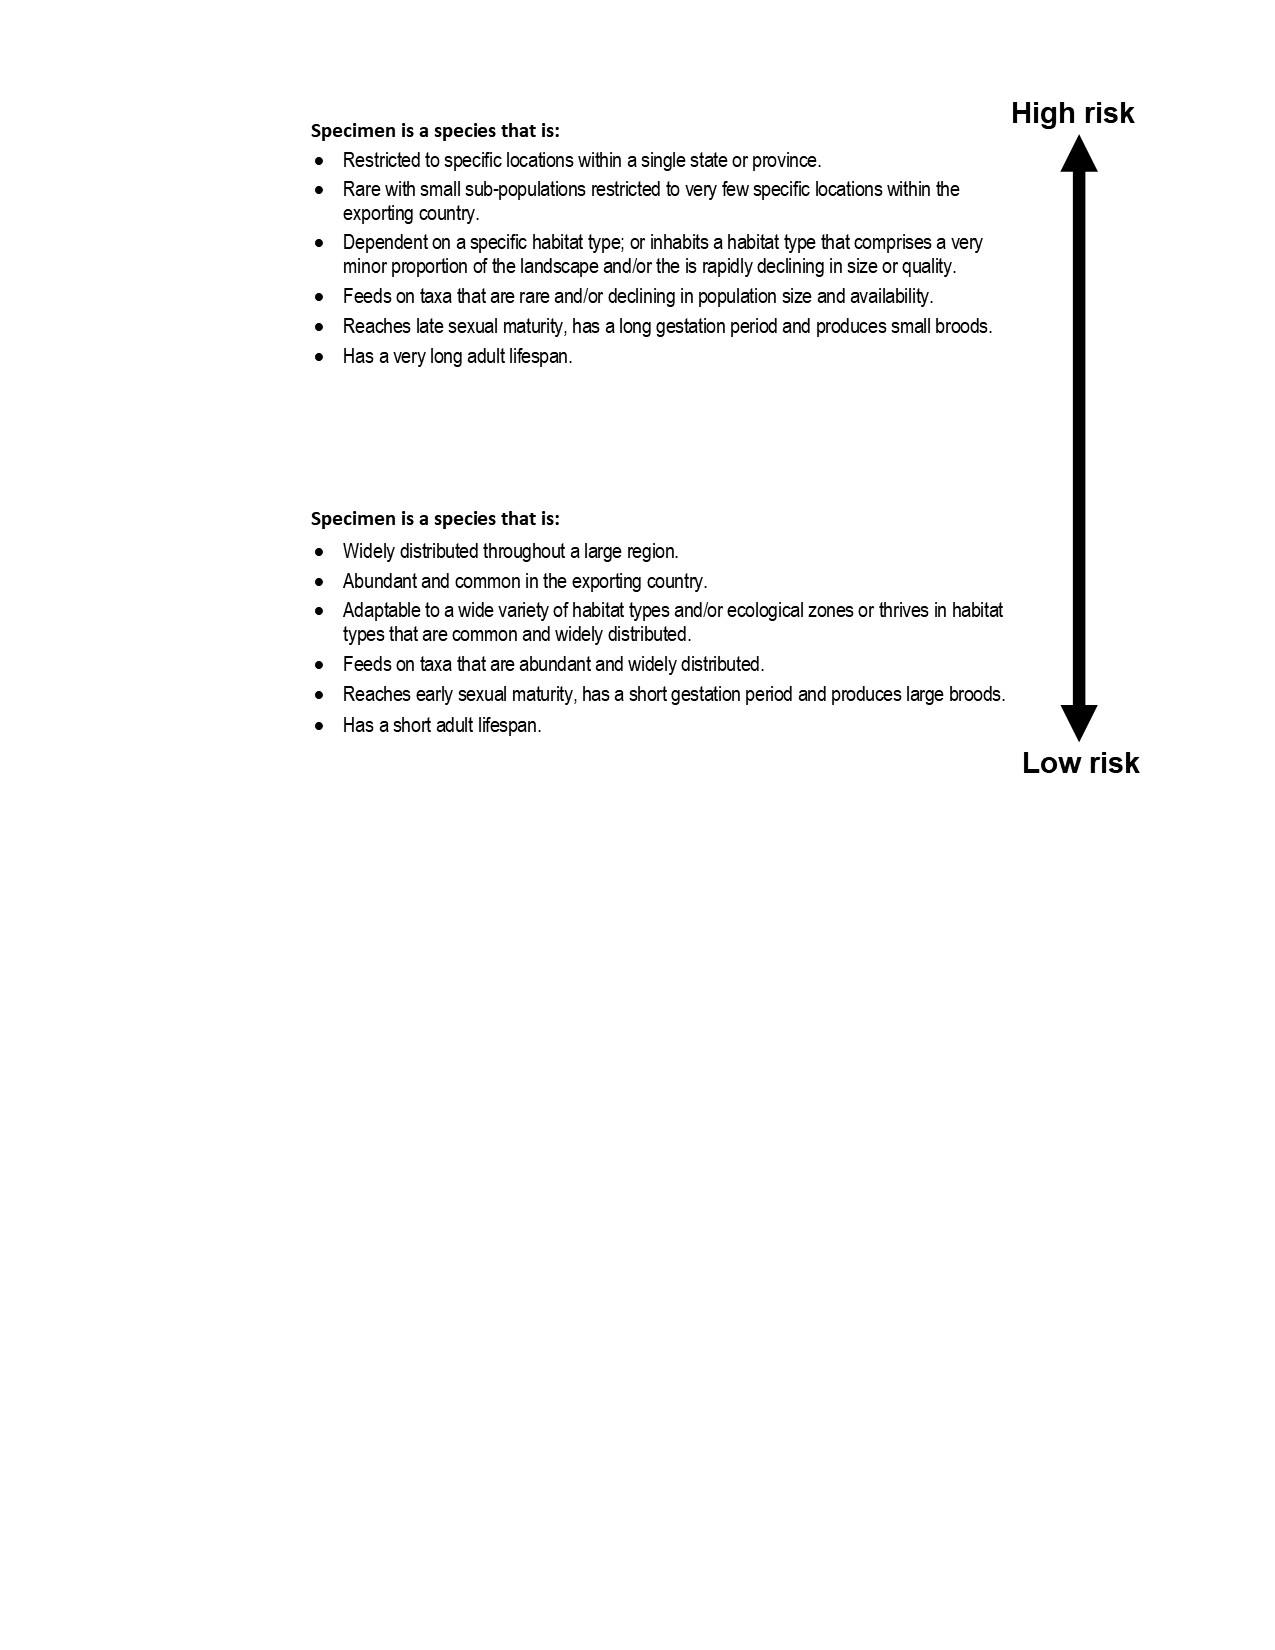 High risk
Specimen is a species that is:
● Restricted to specific locations within a single state or province.
● Rare with small sub-populations restricted to very few specific locations within the
exporting country.
● Dependent on a specific habitat type; or inhabits a habitat type that comprises a very
minor proportion of the landscape and/or the is rapidly declining in size or quality.
● Feeds on taxa that are rare and/or declining in population size and availability.
● Reaches late sexual maturity, has a long gestation period and produces small broods.
● Has a very long adult lifespan.
Specimen is a species that is:
● Widely distributed throughout a large region.
● Abundant and common in the exporting country.
● Adaptable to a wide variety of habitat types and/or ecological zones or thrives in habitat
types that are common and widely distributed.
● Feeds on taxa that are abundant and widely distributed.
● Reaches early sexual maturity, has a short gestation period and produces large broods.
● Has a short adult lifespan.
Low risk